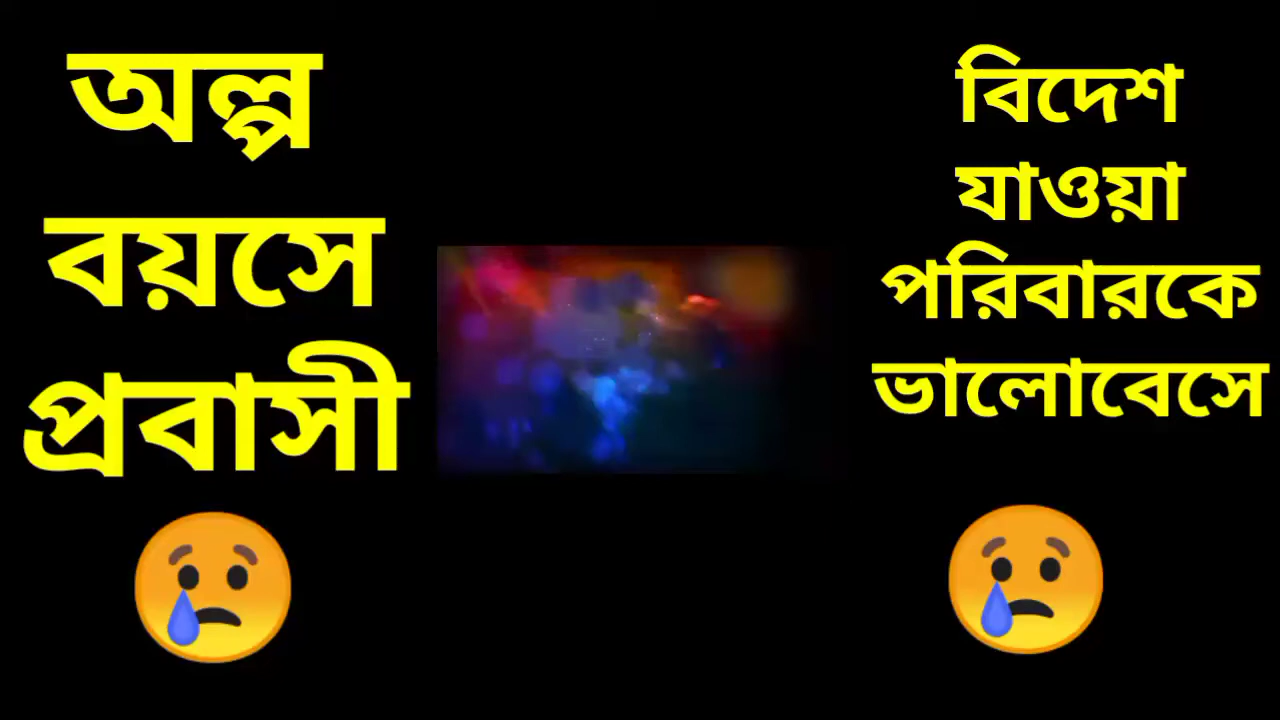 অল্প
বয়সে
প্রবাসী
বিদেশ
যাওয়া
পরিবারকে
ভালোবেসে